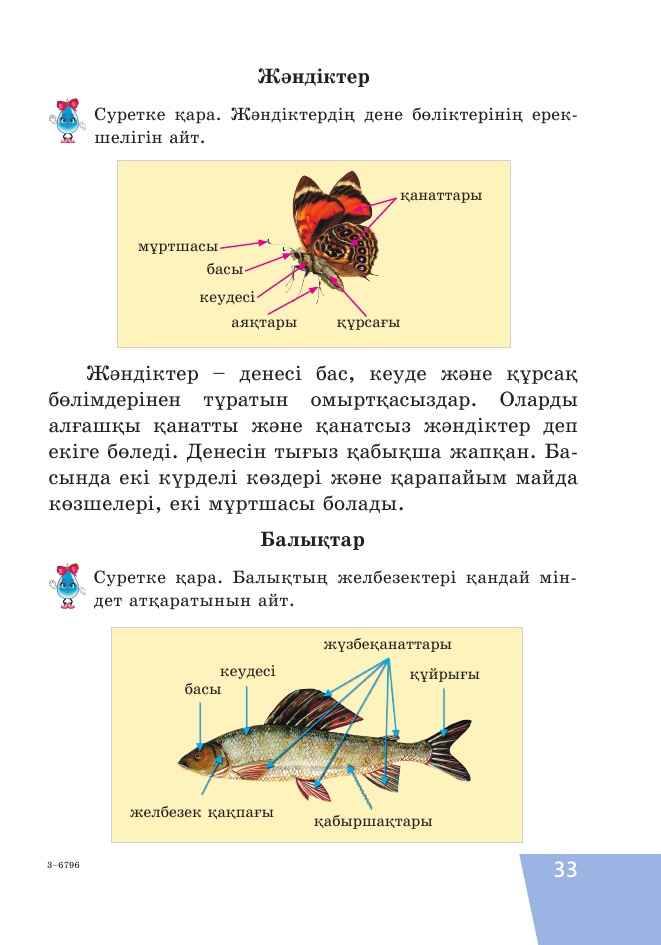 Жәндіктер
Суретке қара. Жәндіктердің дене бөліктерінің ерек-
шелігін айт.
қанаттары
мұртшасы
басы
кеудесі
аяқтары құрсағы
Жәндіктер – денесі бас, кеуде және құрсақ
бөлімдерінен тұратын омыртқасыздар. Оларды
алғашқы қанатты және қанатсыз жәндіктер деп
екіге бөледі. Денесін тығыз қабықша жапқан. Ба-
сында екі күрделі көздері және қарапайым майда
көзшелері, екі мұртшасы болады.
Балықтар
Суретке қара. Балықтың желбезектері қандай мін-
дет атқаратынын айт.
жүзбеқанаттары
кеудесі құйрығы
басы
желбезек қақпағы
қабыршақтары
3–6796
33